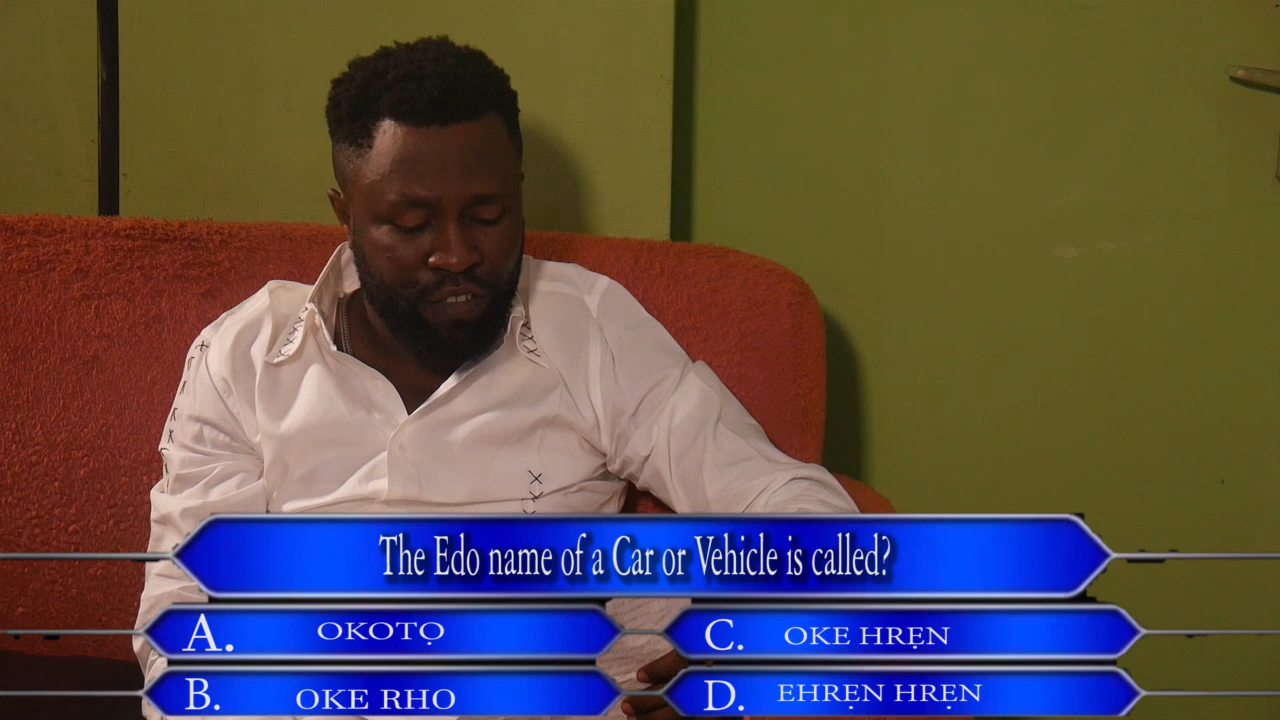 The Edo name of a Car or Vehicle is called?
A. OKOTỌ
B. OKE RHO
C. OKE HRẸN
D. EHRẸN HRẸN